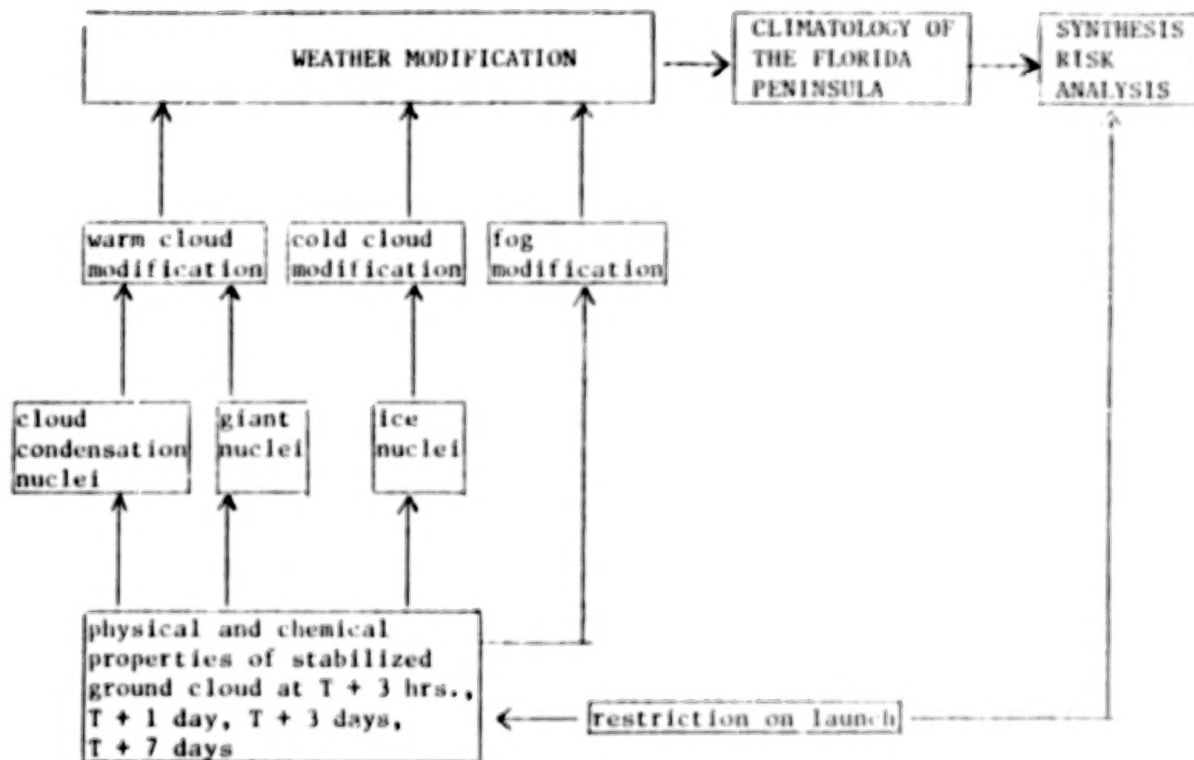 WEATHER MODIFICATION
CLIMATOLOGY OF
THE FLORIDA
PENINSULA
SYNTHESIS
RISK
ANALYSIS
warm cloud
modification
cold cloud
modification
fog
modification
cloud
condensation
nuclei
giant
nuclei
ice
nuclei
physical and chemical
properties of stabilized
ground cloud at T + 3 hrs.,
T + 1 day, T + 3 days,
T + 7 days
restriction on launch